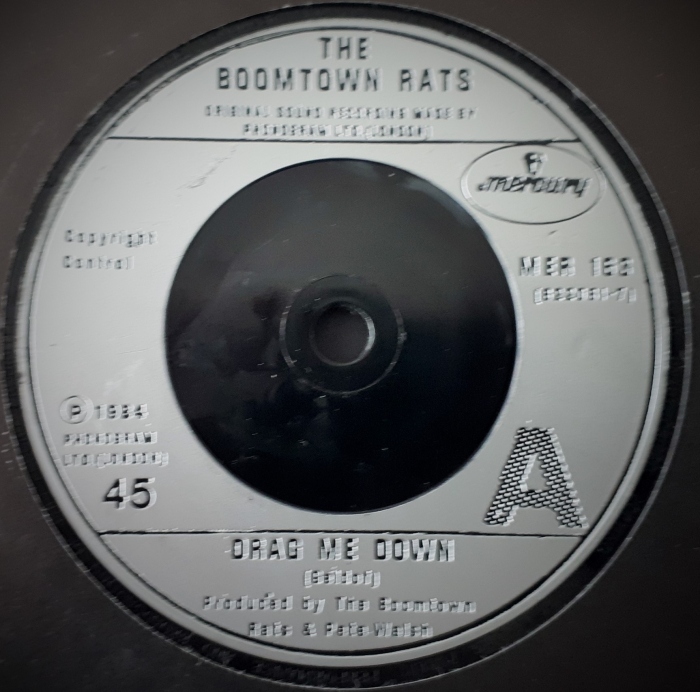 THE
BOOMTOWN RATS
ORIGINAL SOUND RECORDING MADE BY
PHONOGRAM LTD.(LONDON)
mercury
Copyright
Control
MER 163
Ⓟ 1984
PHONOGRAM
LTD.(LONDON)
45
A
DRAG ME DOWN
(Geldof)
Produced by The Boomtown
Rats & Pete Walsh